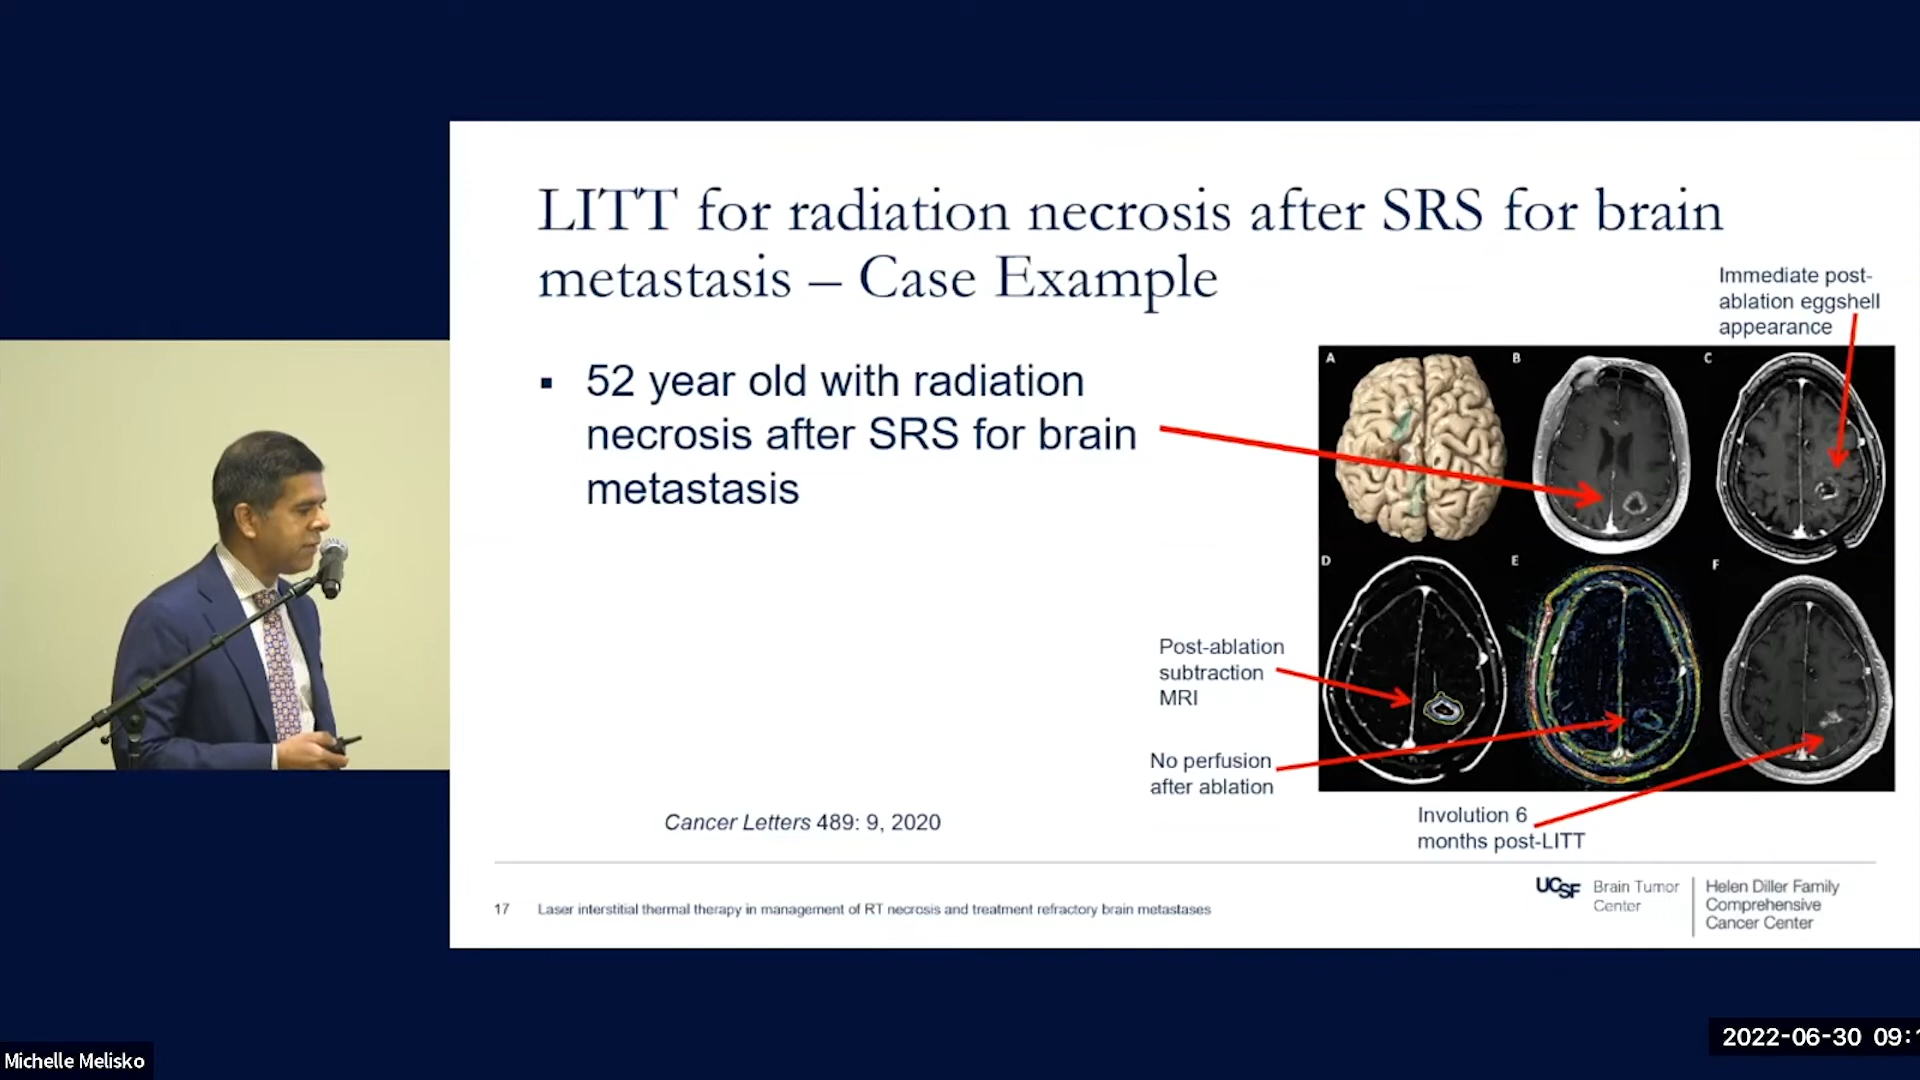 LITT for radiation necrosis after SRS for brain
metastasis – Case Example
Immediate post-
ablation eggshell
appearance
▪ 52 year old with radiation
necrosis after SRS for brain
metastasis
A
B
C
D
E
F
Post-ablation
subtraction
MRI
No perfusion
after ablation
Involution 6
months post-LITT
Cancer Letters 489: 9, 2020
17 Laser interstitial thermal therapy in management of RT necrosis and treatment refractory brain metastases
UCSF Brain Tumor
Center
Helen Diller Family
Comprehensive
Cancer Center
2022-06-30 09:
Michelle Melisko